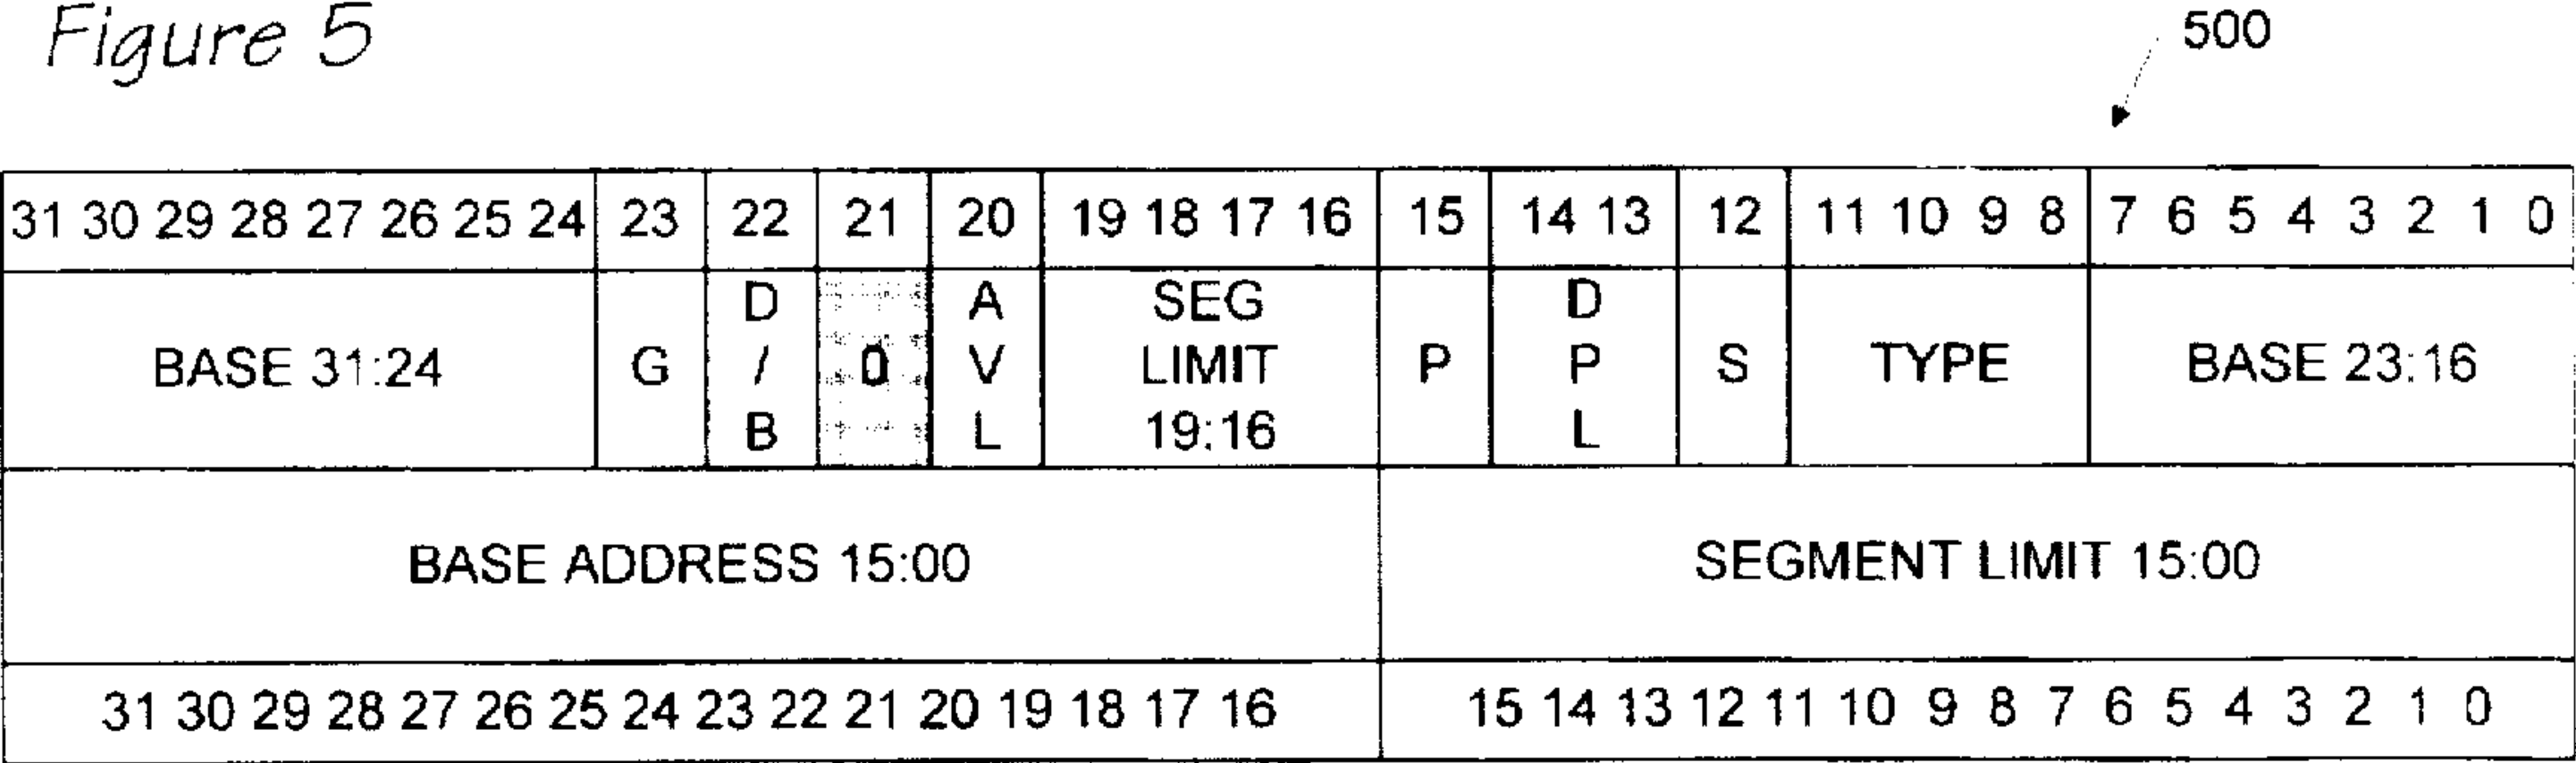 Figure 5
500
31 30 29 28 27 26 25 24 23 22 21 20 19 18 17 16 15 14 13 12 11 10 9 8 7 6 5 4 3 2 1 0
BASE 31:24
G
D
/
B
0
A
V
L
SEG
LIMIT
19:16
P
D
P
L
S
TYPE
BASE 23:16
BASE ADDRESS 15:00
SEGMENT LIMIT 15:00
31 30 29 28 27 26 25 24 23 22 21 20 19 18 17 16 15 14 13 12 11 10 9 8 7 6 5 4 3 2 1 0